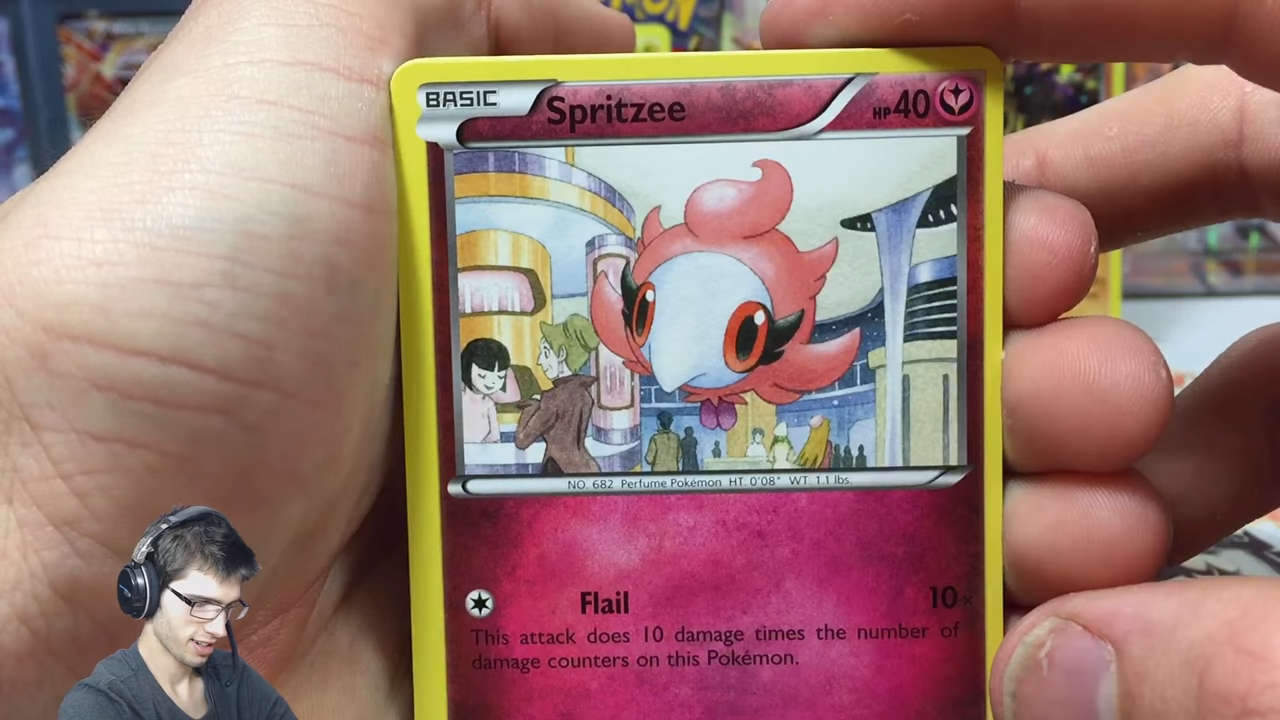 MON
BASIC Spritzee HP40
NO. 682 Perfume Pokémon HT. 0'08" WT. 1.1 lbs.
Flail 10×
This attack does 10 damage times the number of
damage counters on this Pokémon.